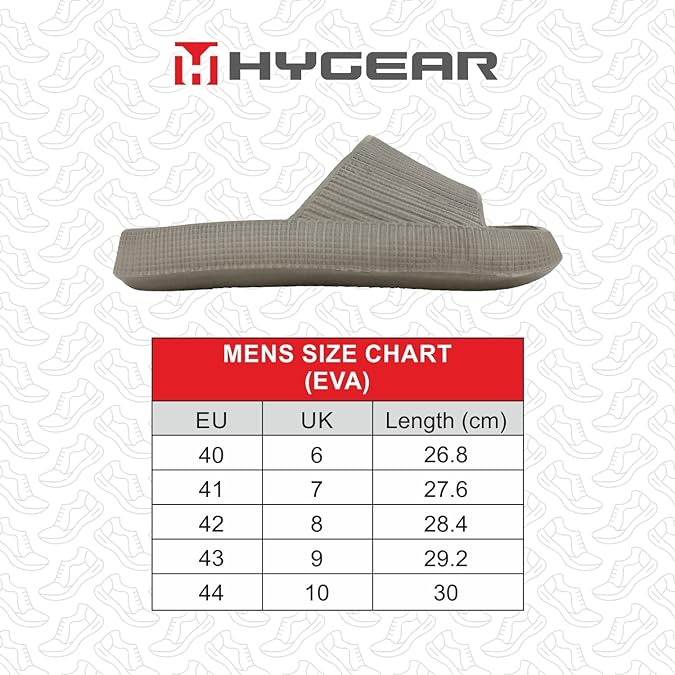 HYGEAR
MENS SIZE CHART
(EVA)
EU UK Length (cm)
40 6 26.8
41 7 27.6
42 8 28.4
43 9 29.2
44 10 30